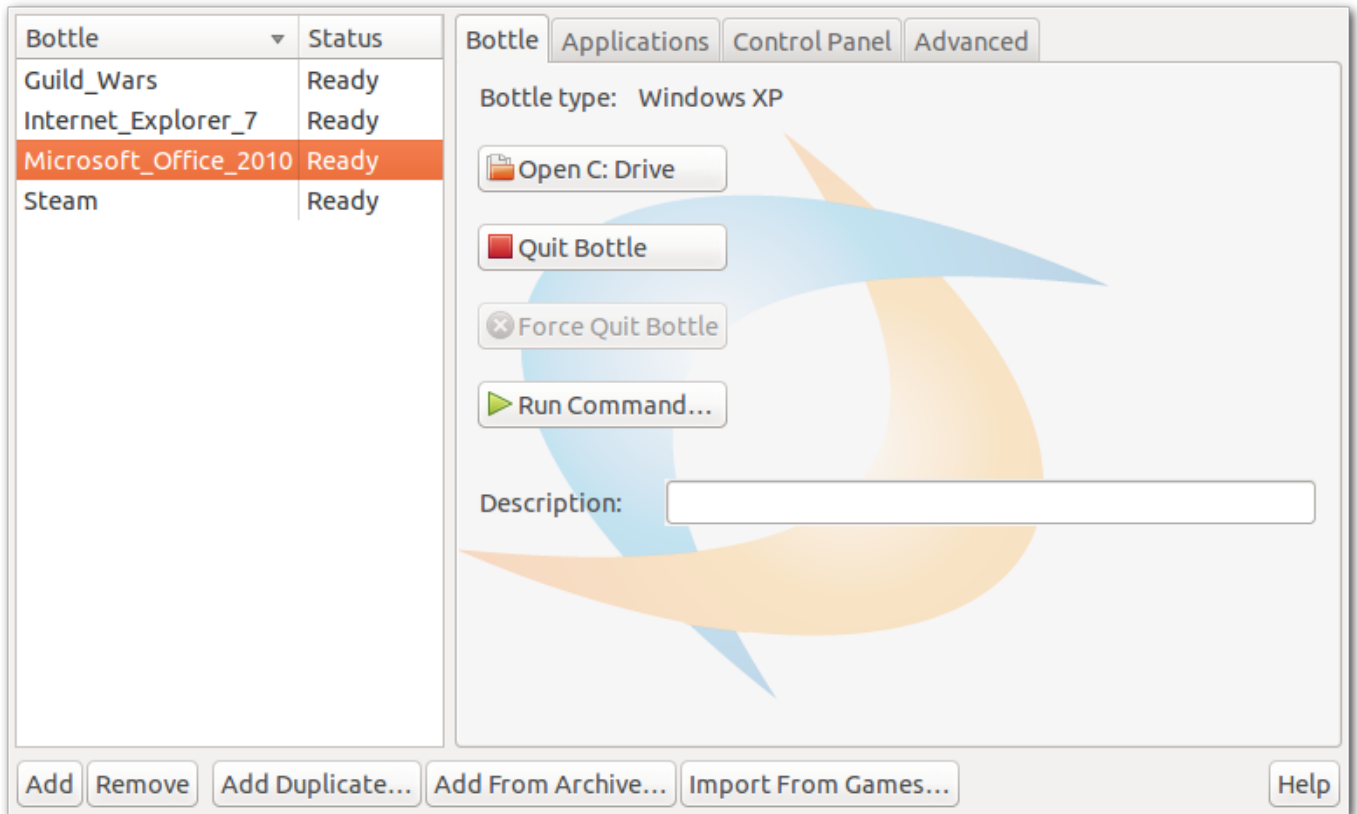 Bottle Status
Guild_Wars Ready
Internet_Explorer_7 Ready
Microsoft_Office_2010 Ready
Steam Ready
Bottle Applications Control Panel Advanced
Bottle type: Windows XP
Open C: Drive
Quit Bottle
Force Quit Bottle
Run Command...
Description:
Add Remove Add Duplicate... Add From Archive... Import From Games... Help